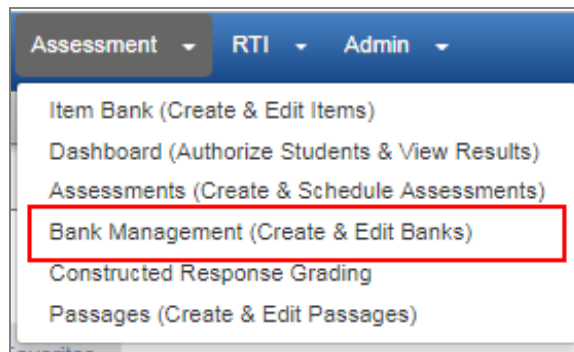 Assessment RTI Admin
Item Bank (Create & Edit Items)
Dashboard (Authorize Students & View Results)
Assessments (Create & Schedule Assessments)
Bank Management (Create & Edit Banks)
Constructed Response Grading
Passages (Create & Edit Passages)